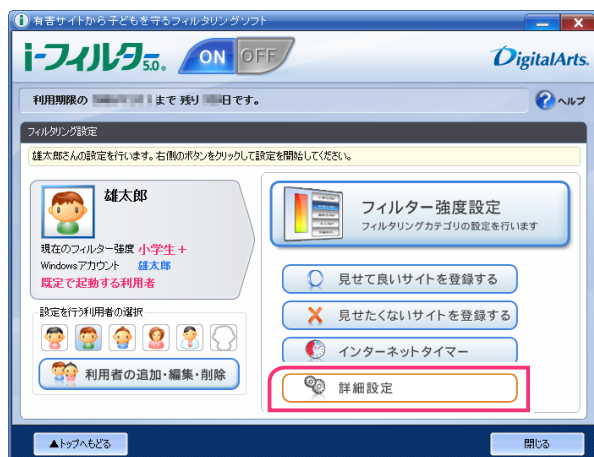 有害サイトから子どもを守るフィルタリングソフト
i-フィルター5.0. ON OFF
DigitalArts.
利用期限の まで 残り 日です。
ヘルプ
フィルタリング設定
雄太郎さんの設定を行います。右側のボタンをクリックして設定を開始してください。
雄太郎
現在のフィルター強度 小学生+
Windowsアカウント 雄太郎
既定で起動する利用者
設定を行う利用者の選択
利用者の追加・編集・削除
フィルター強度設定
フィルタリングカテゴリの設定を行います
見せて良いサイトを登録する
見せたくないサイトを登録する
インターネットタイマー
詳細設定
▲トップへもどる
閉じる